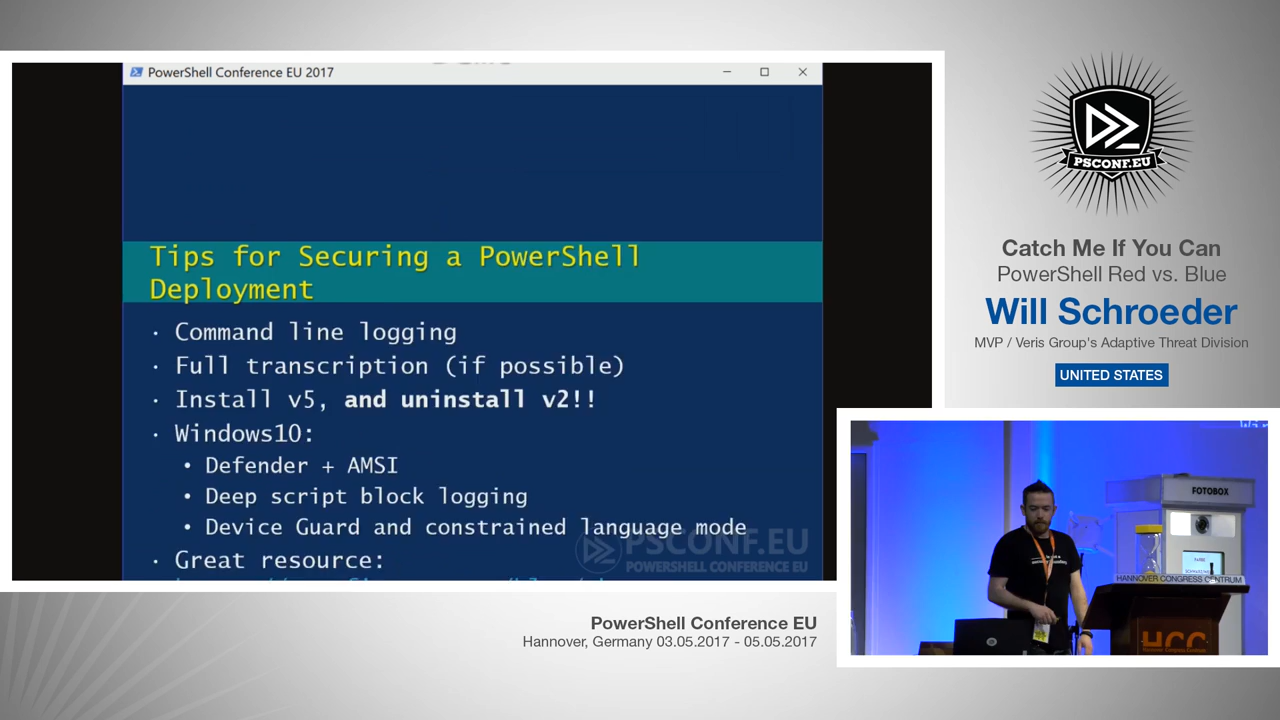 PowerShell Conference EU 2017
Tips for Securing a PowerShell
Deployment
· Command line logging
· Full transcription (if possible)
· Install v5, and uninstall v2!!
· Windows10:
• Defender + AMSI
• Deep script block logging
• Device Guard and constrained language mode
· Great resource:
PSCONF.EU
POWERSHELL CONFERENCE EU
PSCONF.EU
Catch Me If You Can
PowerShell Red vs. Blue
Will Schroeder
MVP / Veris Group's Adaptive Threat Division
UNITED STATES
FOTOBOX
HANNOVER CONGRESS CENTRUM
HCC
PowerShell Conference EU
Hannover, Germany 03.05.2017 - 05.05.2017